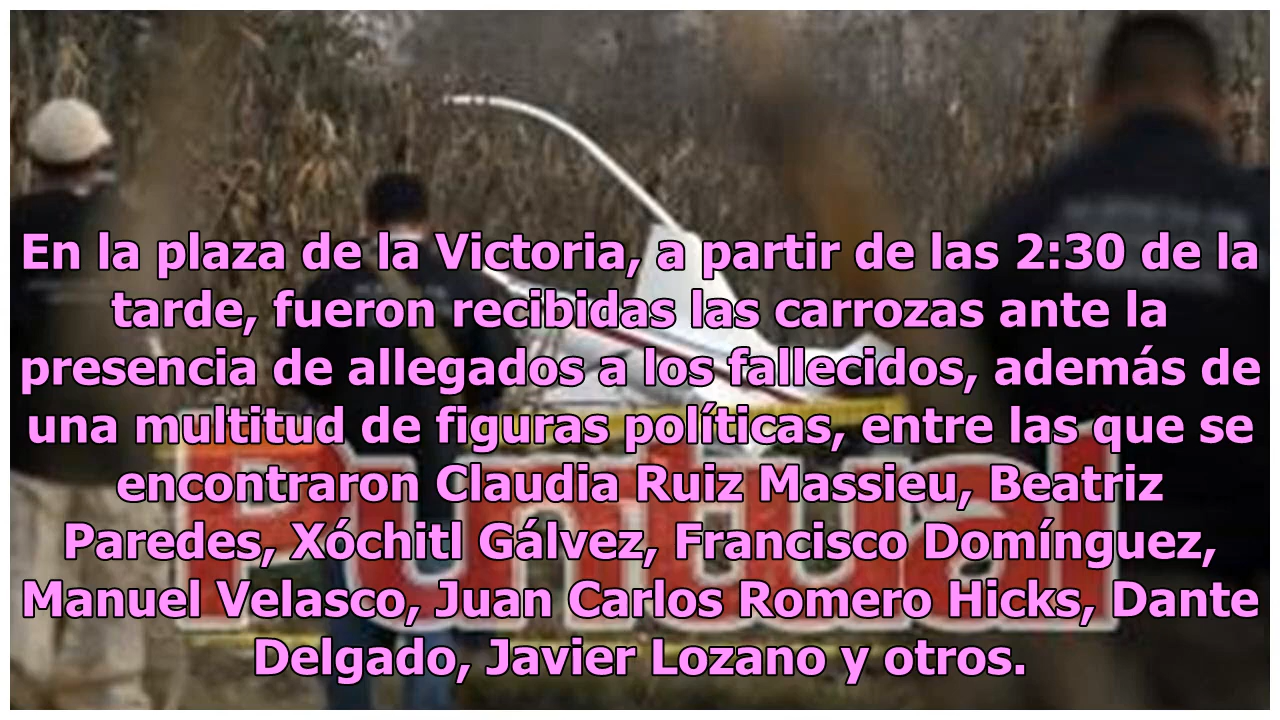 En la plaza de la Victoria, a partir de las 2:30 de la
tarde, fueron recibidas las carrozas ante la
presencia de allegados a los fallecidos, además de
una multitud de figuras políticas, entre las que se
encontraron Claudia Ruiz Massieu, Beatriz
Paredes, Xóchitl Gálvez, Francisco Domínguez,
Manuel Velasco, Juan Carlos Romero Hicks, Dante
Delgado, Javier Lozano y otros.
Puntual